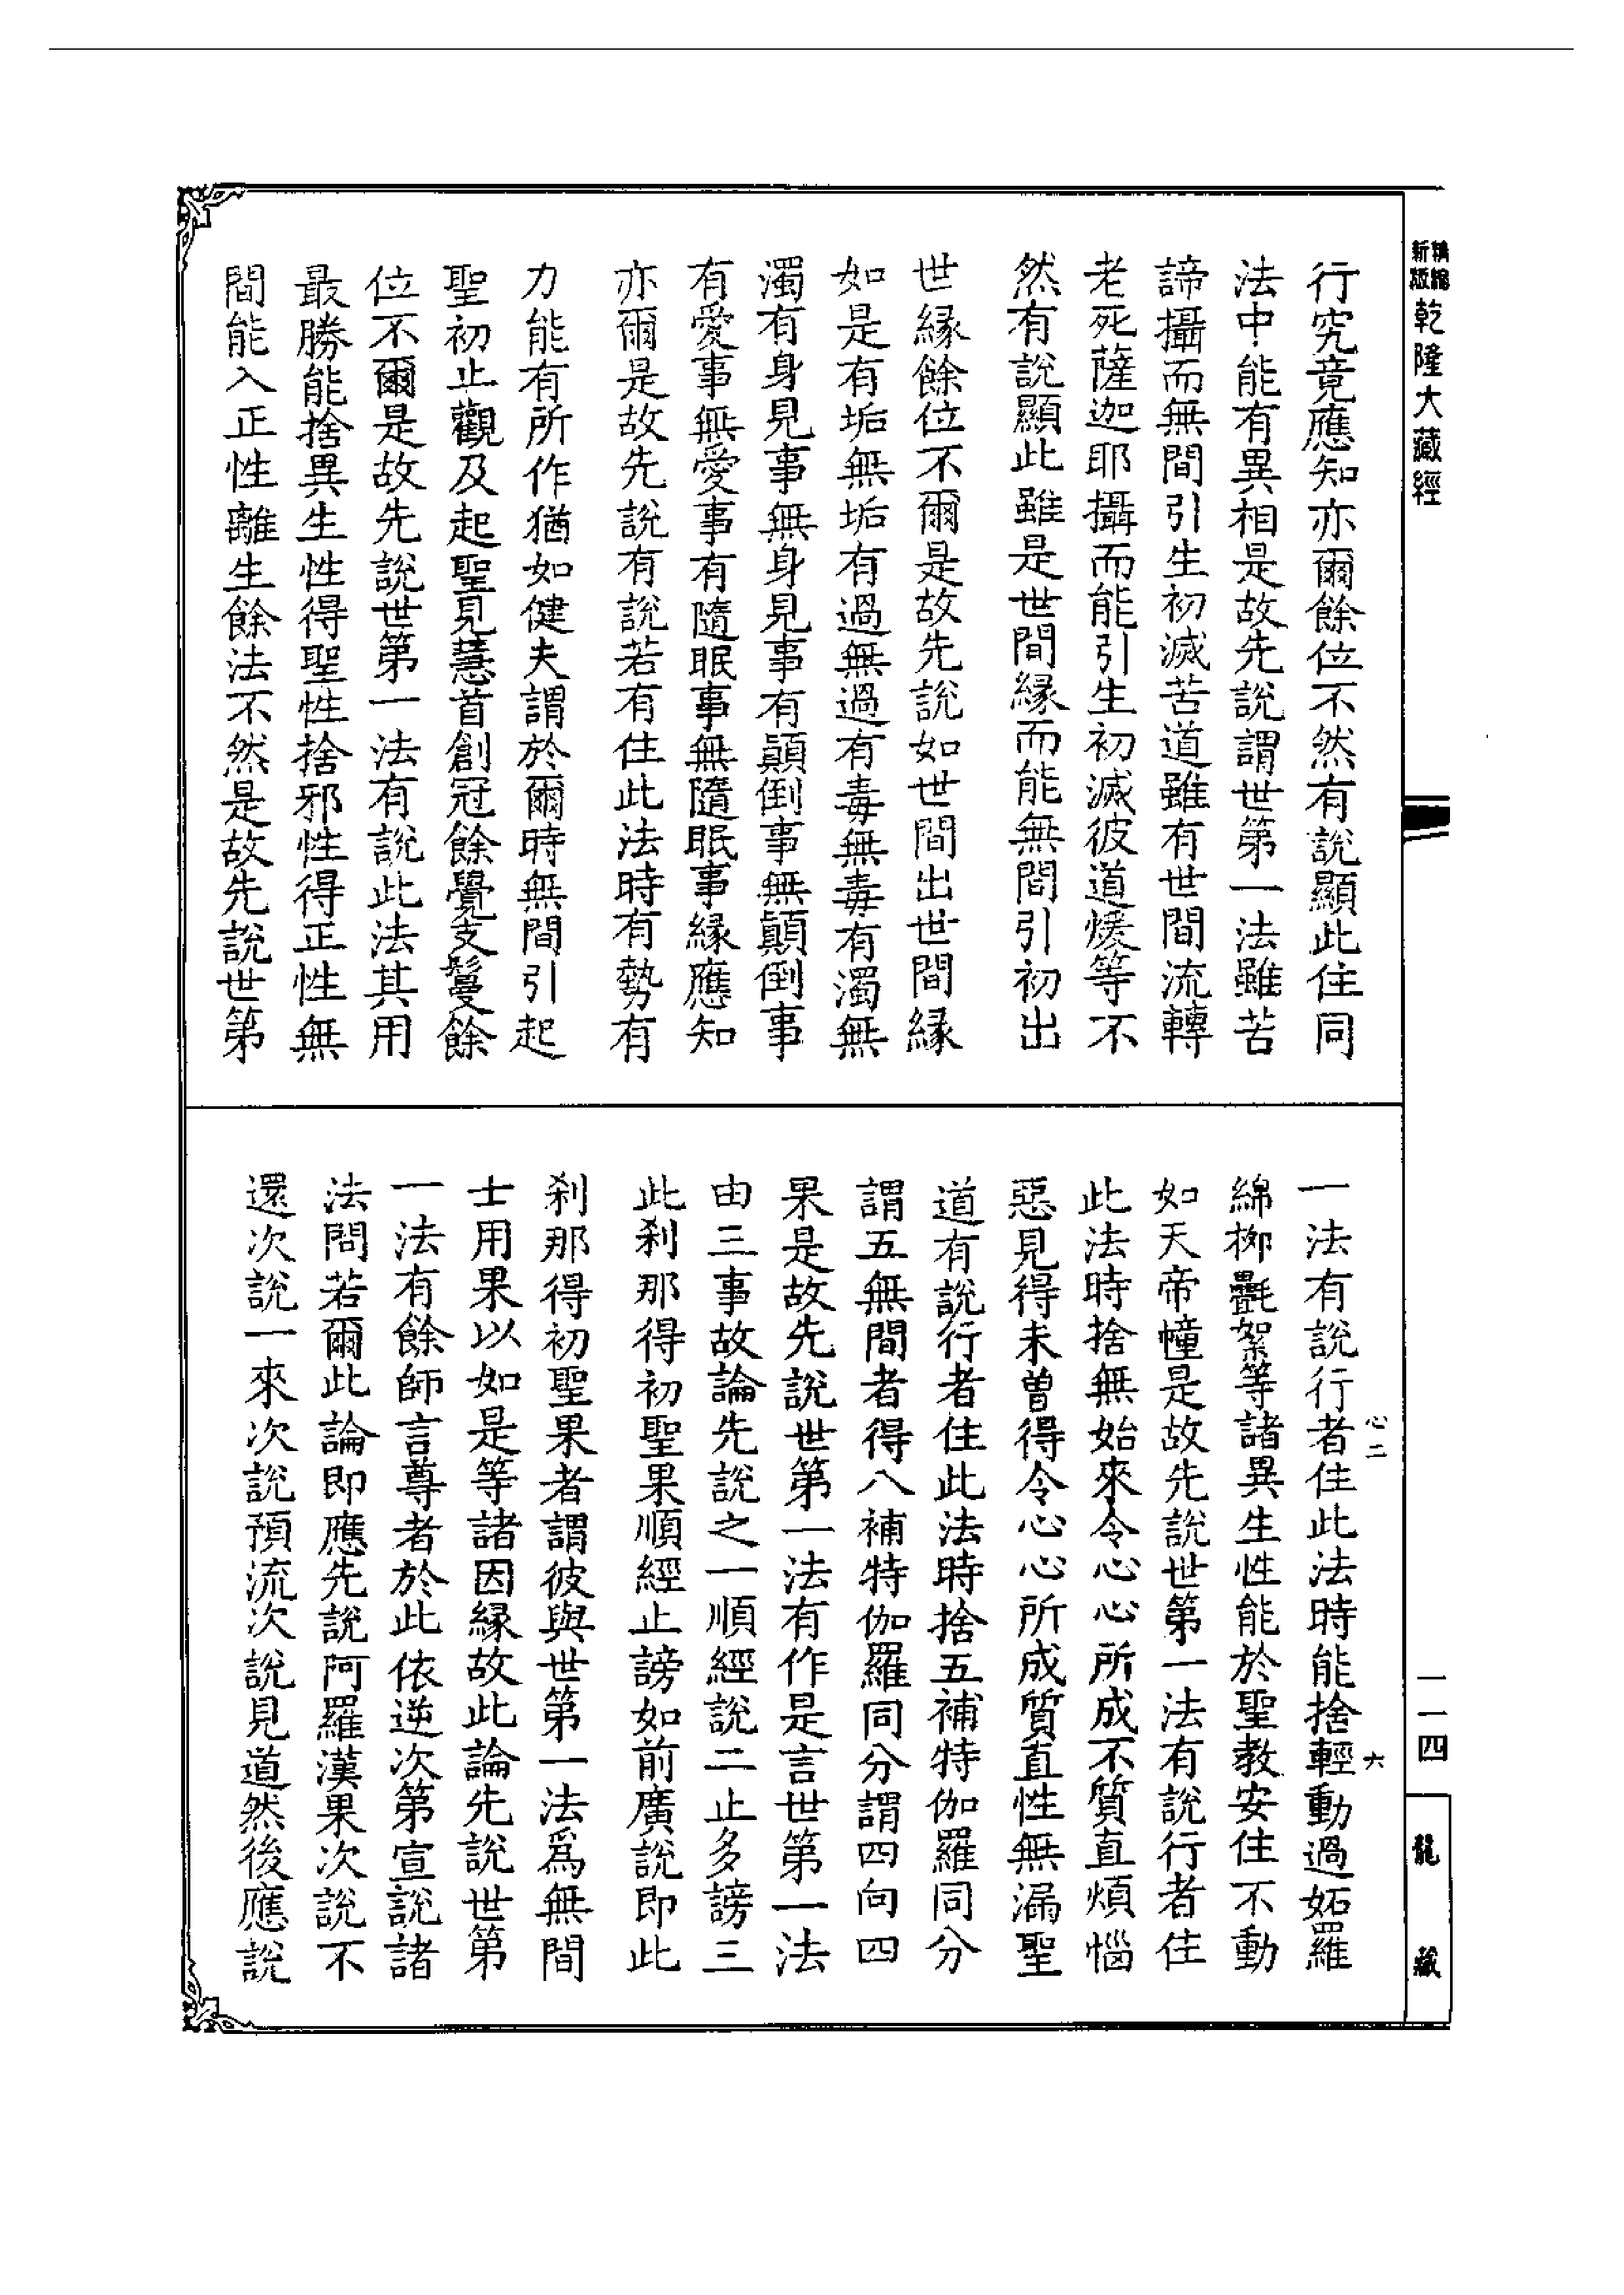 新版精縮乾隆大藏經
一一四
龍藏
行究竟應知亦爾餘位不然有說顯此住同
法中能有異相是故先說謂世第一法雖苦
諦攝而無間引生初滅苦道雖有世間流轉
老死薩迦耶攝而能引生初滅彼道煖等不
然有說顯此雖是世間緣而能無間引初出
世緣餘位不爾是故先說如世間出世間緣
如是有垢無垢有過無過有毒無毒有濁無
濁有身見事無身見事有顛倒事無顛倒事
有愛事無愛事有隨眠事無隨眠事緣應知
亦爾是故先說有說若有住此法時有勢有
力能有所作猶如健夫謂於爾時無間引起
聖初止觀及起聖見慧首創冠餘覺支鬘餘
位不爾是故先說世第一法有說此法其用
最勝能捨異生性得聖性捨邪性得正性無
間能入正性離生餘法不然是故先說世第
一法有說行者住此法時能捨輕動過妬羅
綿柳氎絮等諸異生性能於聖教安住不動
如天帝幢是故先說世第一法有說行者住
此法時捨無始來令心心所成不質直煩惱
惡見得未曾得令心心所成質直性無漏聖
道有說行者住此法時捨五補特伽羅同分
謂五無間者得八補特伽羅同分謂四向四
果是故先說世第一法有作是言世第一法
由三事故論先說之一順經說二止多謗三
此剎那得初聖果順經止謗如前廣說即此
剎那得初聖果者謂彼與世第一法爲無間
士用果以如是等諸因緣故此論先說世第
一法有餘師言尊者於此依逆次第宣說諸
法問若爾此論即應先說阿羅漢果次說不
還次說一來次說預流次說見道然後應說
心二
六